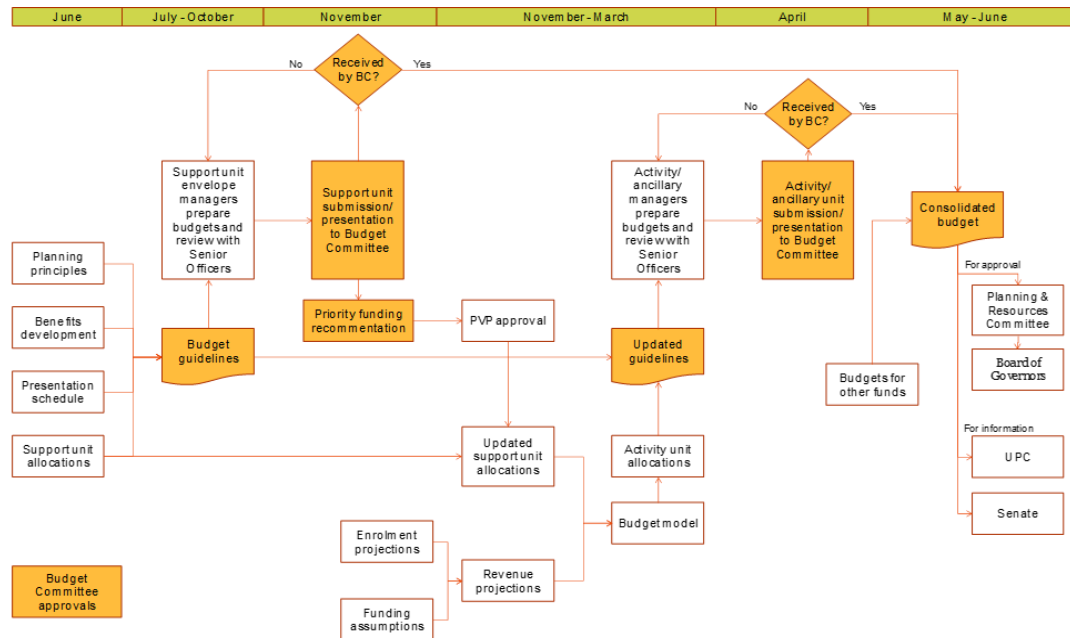 June
July - October
November
November - March
April
May - June
No
Received
by BC?
Yes
No
Received
by BC?
Yes
Support unit
envelope
managers
prepare
budgets and
review with
Senior
Officers
Support unit
submission/
presentation
to Budget
Committee
Activity/
ancillary
managers
prepare
budgets and
review with
Senior
Officers
Activity/
ancillary unit
submission/
presentation
to Budget
Committee
Consolidated
budget
Planning
principles
Benefits
development
Presentation
schedule
Support unit
allocations
Budget
guidelines
Priority funding
recommentation
PVP approval
Updated
guidelines
Budgets for
other funds
For approval
Planning &
Resources
Committee
Board of
Governors
For information
UPC
Senate
Updated
support unit
allocations
Activity unit
allocations
Budget model
Enrolment
projections
Revenue
projections
Funding
assumptions
Budget
Committee
approvals